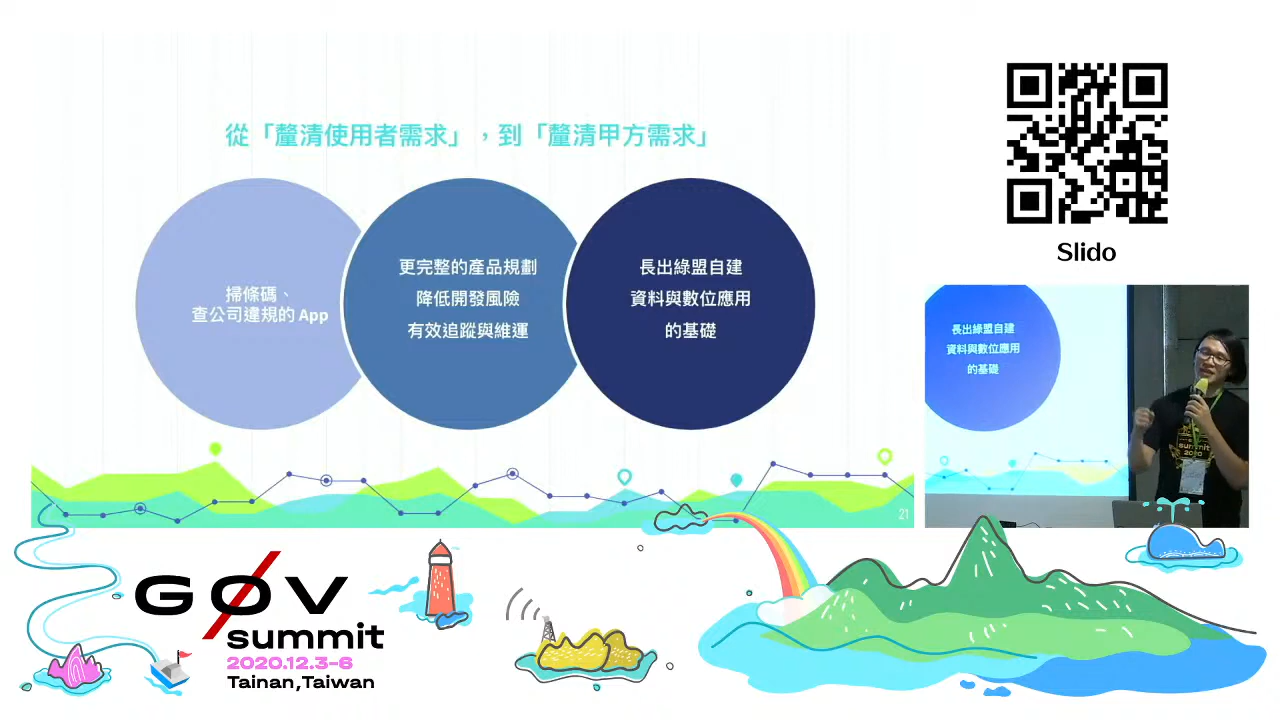 從「釐清使用者需求」，到「釐清甲方需求」
掃條碼、
查公司違規的 App
更完整的產品規劃
降低開發風險
有效追蹤與維運
長出綠盟自建
資料與數位應用
的基礎
21
Slido
長出綠盟自建
資料與數位應用
的基礎
summit
2020
GØV
summit
2020.12.3-6
Tainan,Taiwan